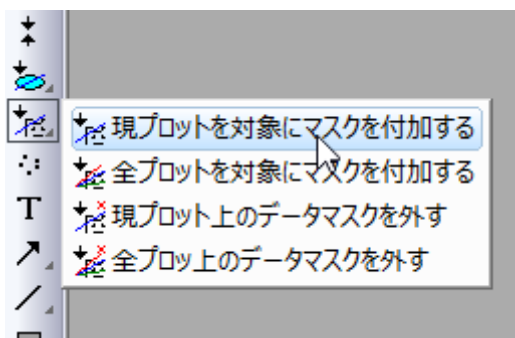 現プロットを対象にマスクを付加する
全プロットを対象にマスクを付加する
現プロット上のデータマスクを外す
全プロッ上のデータマスクを外す
T